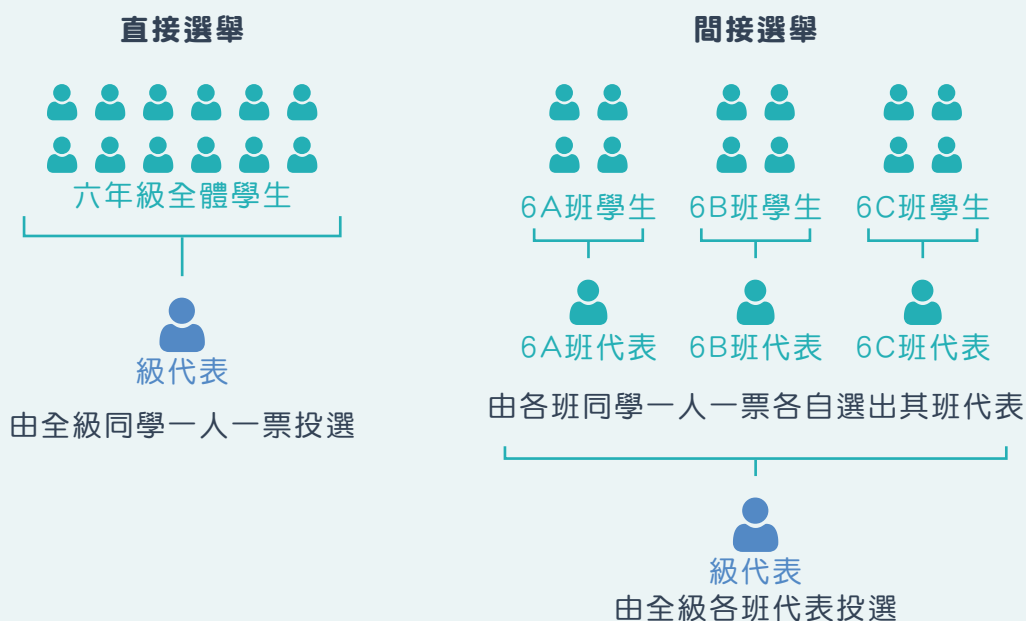 直接選舉
六年級全體學生
級代表
由全級同學一人一票投選
間接選舉
6A班學生 6B班學生 6C班學生
6A班代表 6B班代表 6C班代表
由各班同學一人一票各自選出其班代表
級代表
由全級各班代表投選